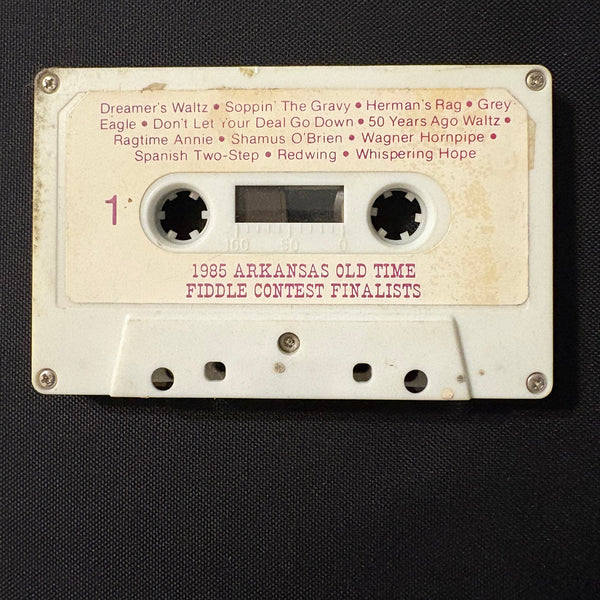 Dreamer's Waltz • Soppin' The Gravy • Herman's Rag • Grey
Eagle • Don't Let Your Deal Go Down • 50 Years Ago Waltz •
Ragtime Annie • Shamus O'Brien • Wagner Hornpipe •
Spanish Two-Step • Redwing • Whispering Hope
1
100 50 0
1985 ARKANSAS OLD TIME
FIDDLE CONTEST FINALISTS